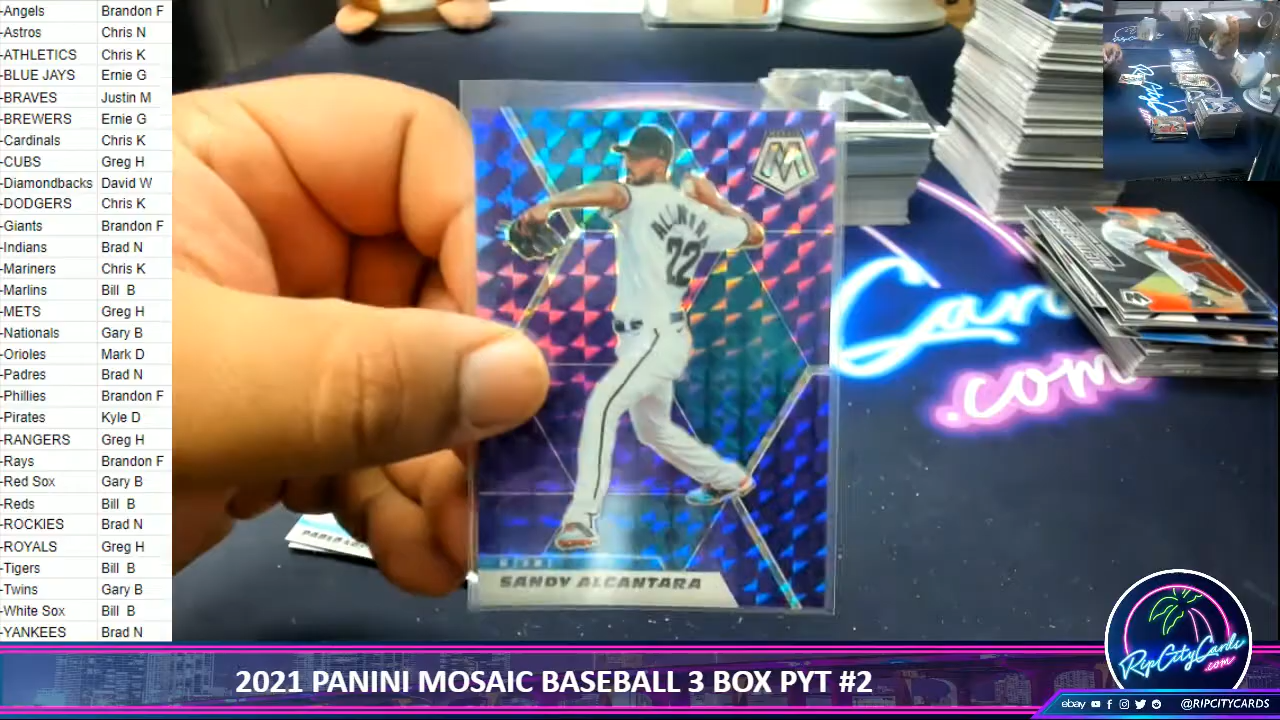 -Angels Brandon F
-Astros Chris N
-ATHLETICS Chris K
-BLUE JAYS Ernie G
-BRAVES Justin M
-BREWERS Ernie G
-Cardinals Chris K
-CUBS Greg H
-Diamondbacks David W
-DODGERS Chris K
-Giants Brandon F
-Indians Brad N
-Mariners Chris K
-Marlins Bill B
-METS Greg H
-Nationals Gary B
-Orioles Mark D
-Padres Brad N
-Phillies Brandon F
-Pirates Kyle D
-RANGERS Greg H
-Rays Brandon F
-Red Sox Gary B
-Reds Bill B
-ROCKIES Brad N
-ROYALS Greg H
-Tigers Bill B
-Twins Gary B
-White Sox Bill B
-YANKEES Brad N
M
22
SANDY ALCANTARA
.com
RipCityCards
.com
2021 PANINI MOSAIC BASEBALL 3 BOX PYT #2
ebay @RIPCITYCARDS